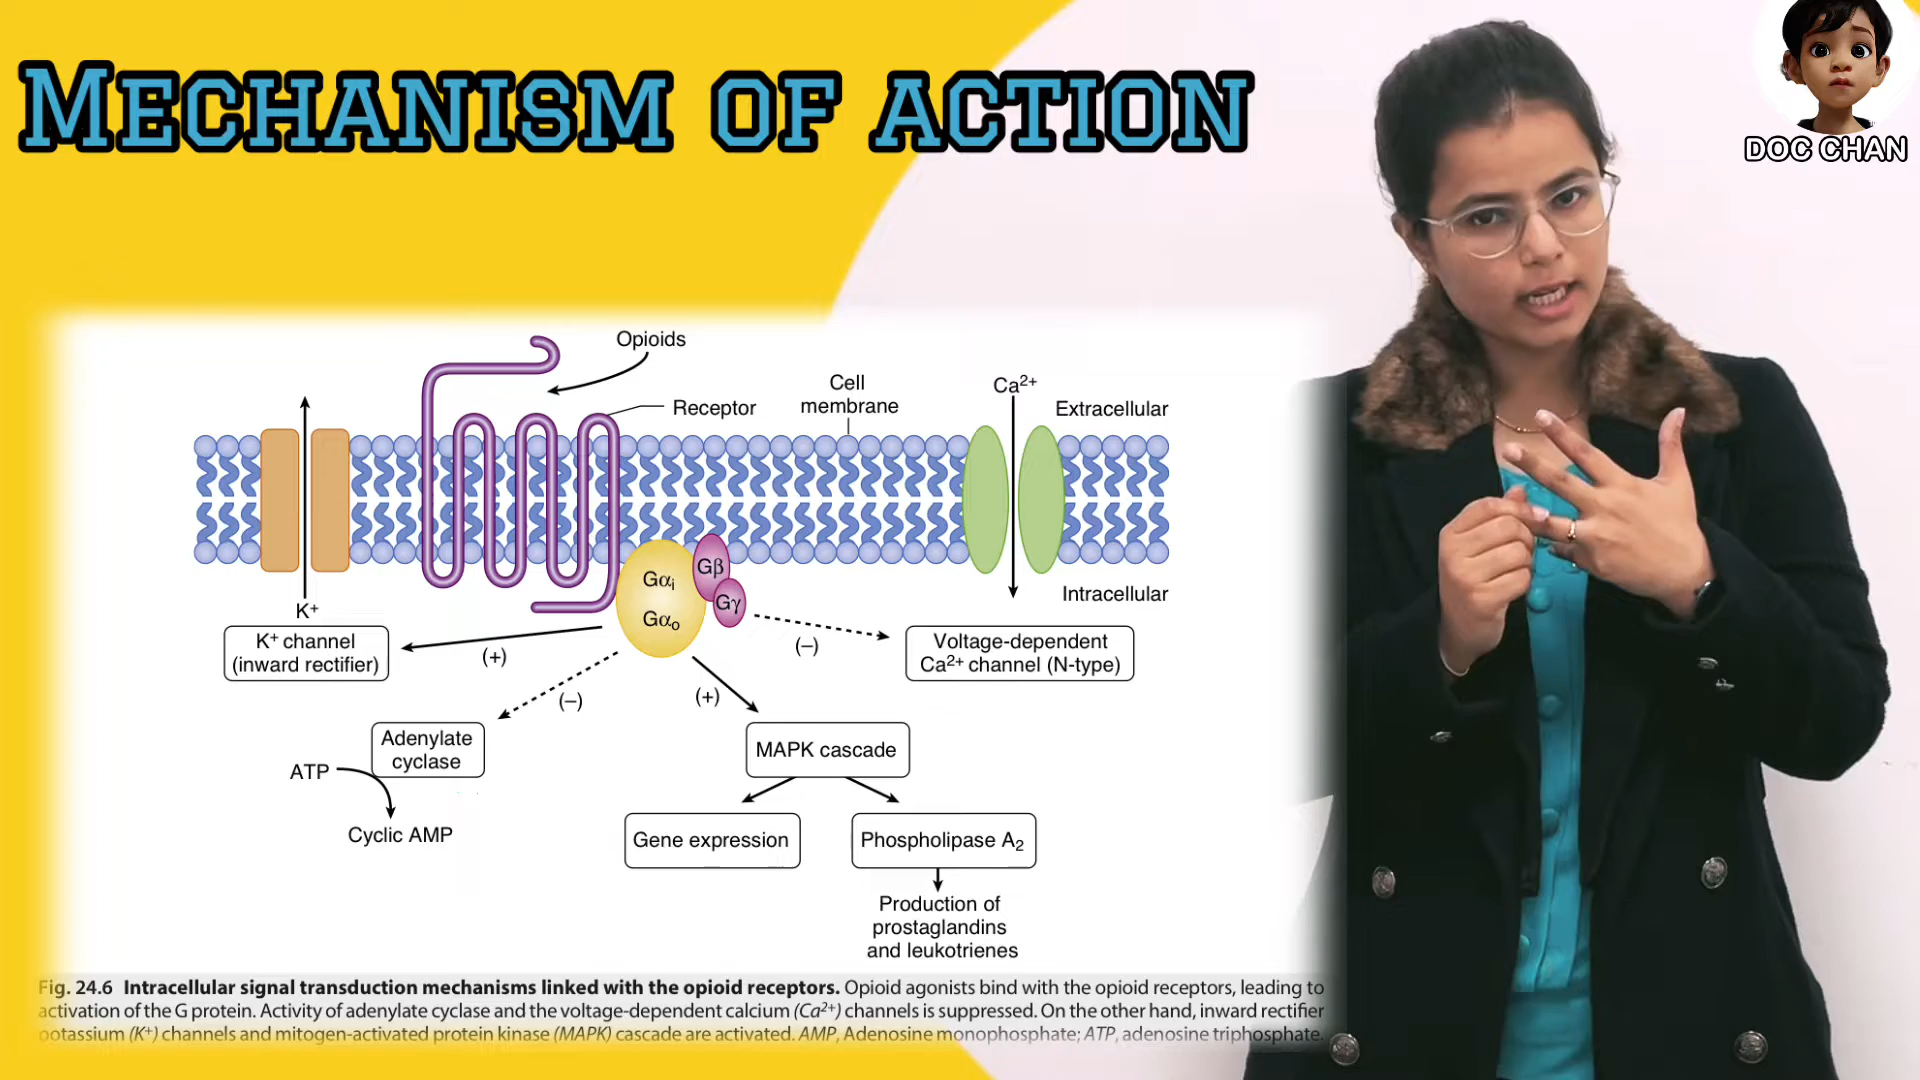 MECHANISM OF ACTION
DOC CHAN
Opioids
Receptor
Cell
membrane
Ca²⁺
Extracellular
Gαᵢ
Gαₒ
Gβ
Gγ
Intracellular
K⁺
K⁺ channel
(inward rectifier)
(+)
(–)
(+)
(–)
Voltage-dependent
Ca²⁺ channel (N-type)
Adenylate
cyclase
ATP
Cyclic AMP
MAPK cascade
Gene expression
Phospholipase A₂
Production of
prostaglandins
and leukotrienes
Fig. 24.6 Intracellular signal transduction mechanisms linked with the opioid receptors. Opioid agonists bind with the opioid receptors, leading to
activation of the G protein. Activity of adenylate cyclase and the voltage-dependent calcium (Ca²⁺) channels is suppressed. On the other hand, inward rectifier
potassium (K⁺) channels and mitogen-activated protein kinase (MAPK) cascade are activated. AMP, Adenosine monophosphate; ATP, adenosine triphosphate.